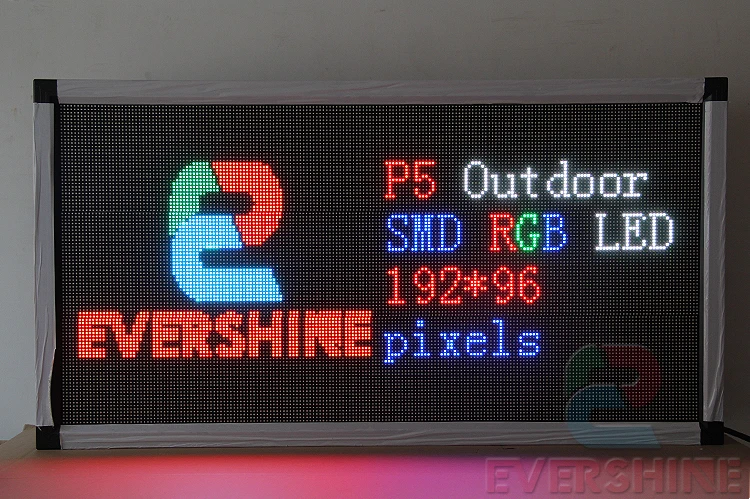 P5 Outdoor
SMD RGB LED
192*96
pixels
EVERSHINE
EVERSHINE